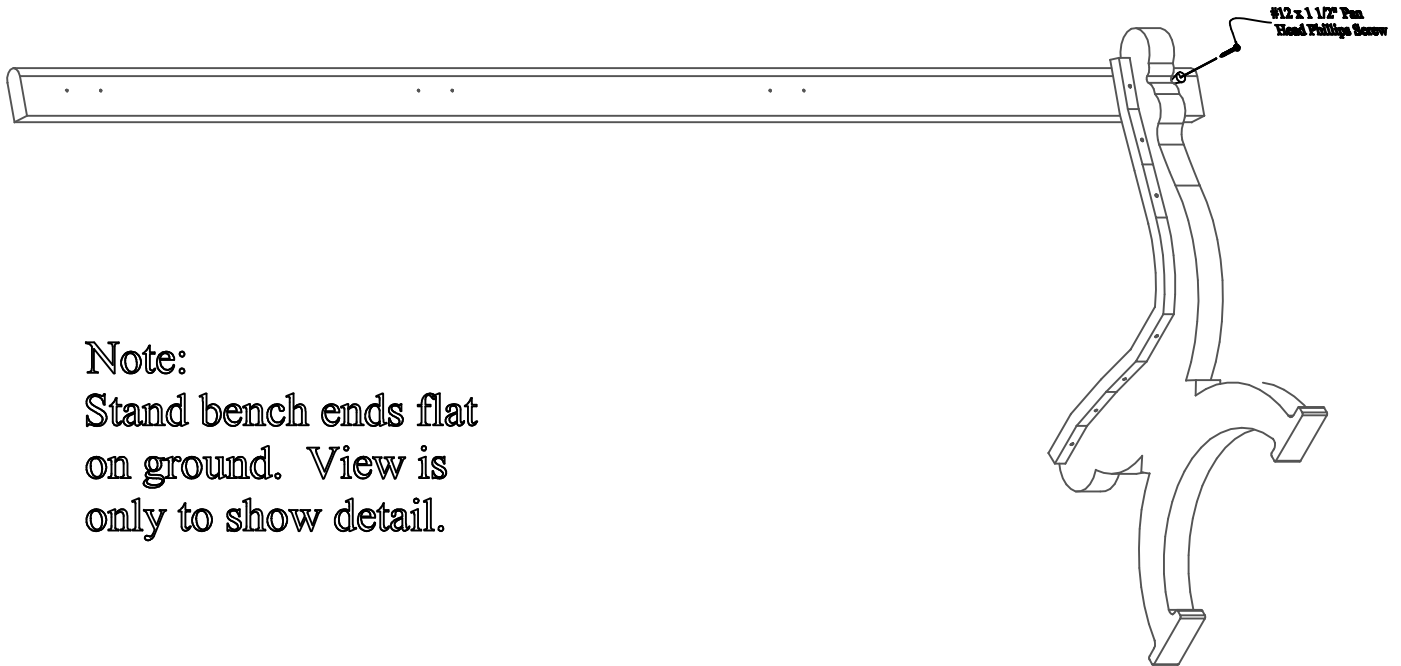 #12 x 1 1/2" Pan
Head Phillips Screw
Note:
Stand bench ends flat
on ground. View is
only to show detail.